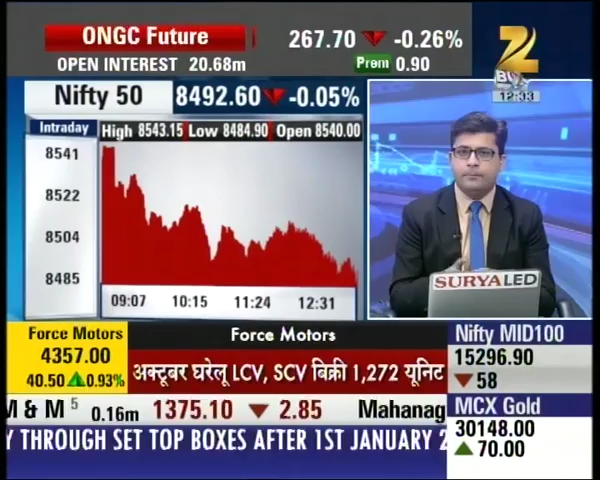 ONGC Future
267.70 -0.26%
OPEN INTEREST 20.68m
Prem 0.90
Nifty 50 8492.60 -0.05%
Intraday High 8543.15 Low 8484.90 Open 8540.00
8541
8522
8504
8485
09:07 10:15 11:24 12:31
SURYA LED
Force Motors
4357.00
40.50 0.93%
Force Motors
अक्टूबर घरेलू LCV, SCV बिक्री 1,272 यूनिट
Nifty MID100
15296.90
58
MCX Gold
30148.00
70.00
M & M 5 0.16m 1375.10 2.85 Mahanag
Y THROUGH SET TOP BOXES AFTER 1ST JANUARY 2